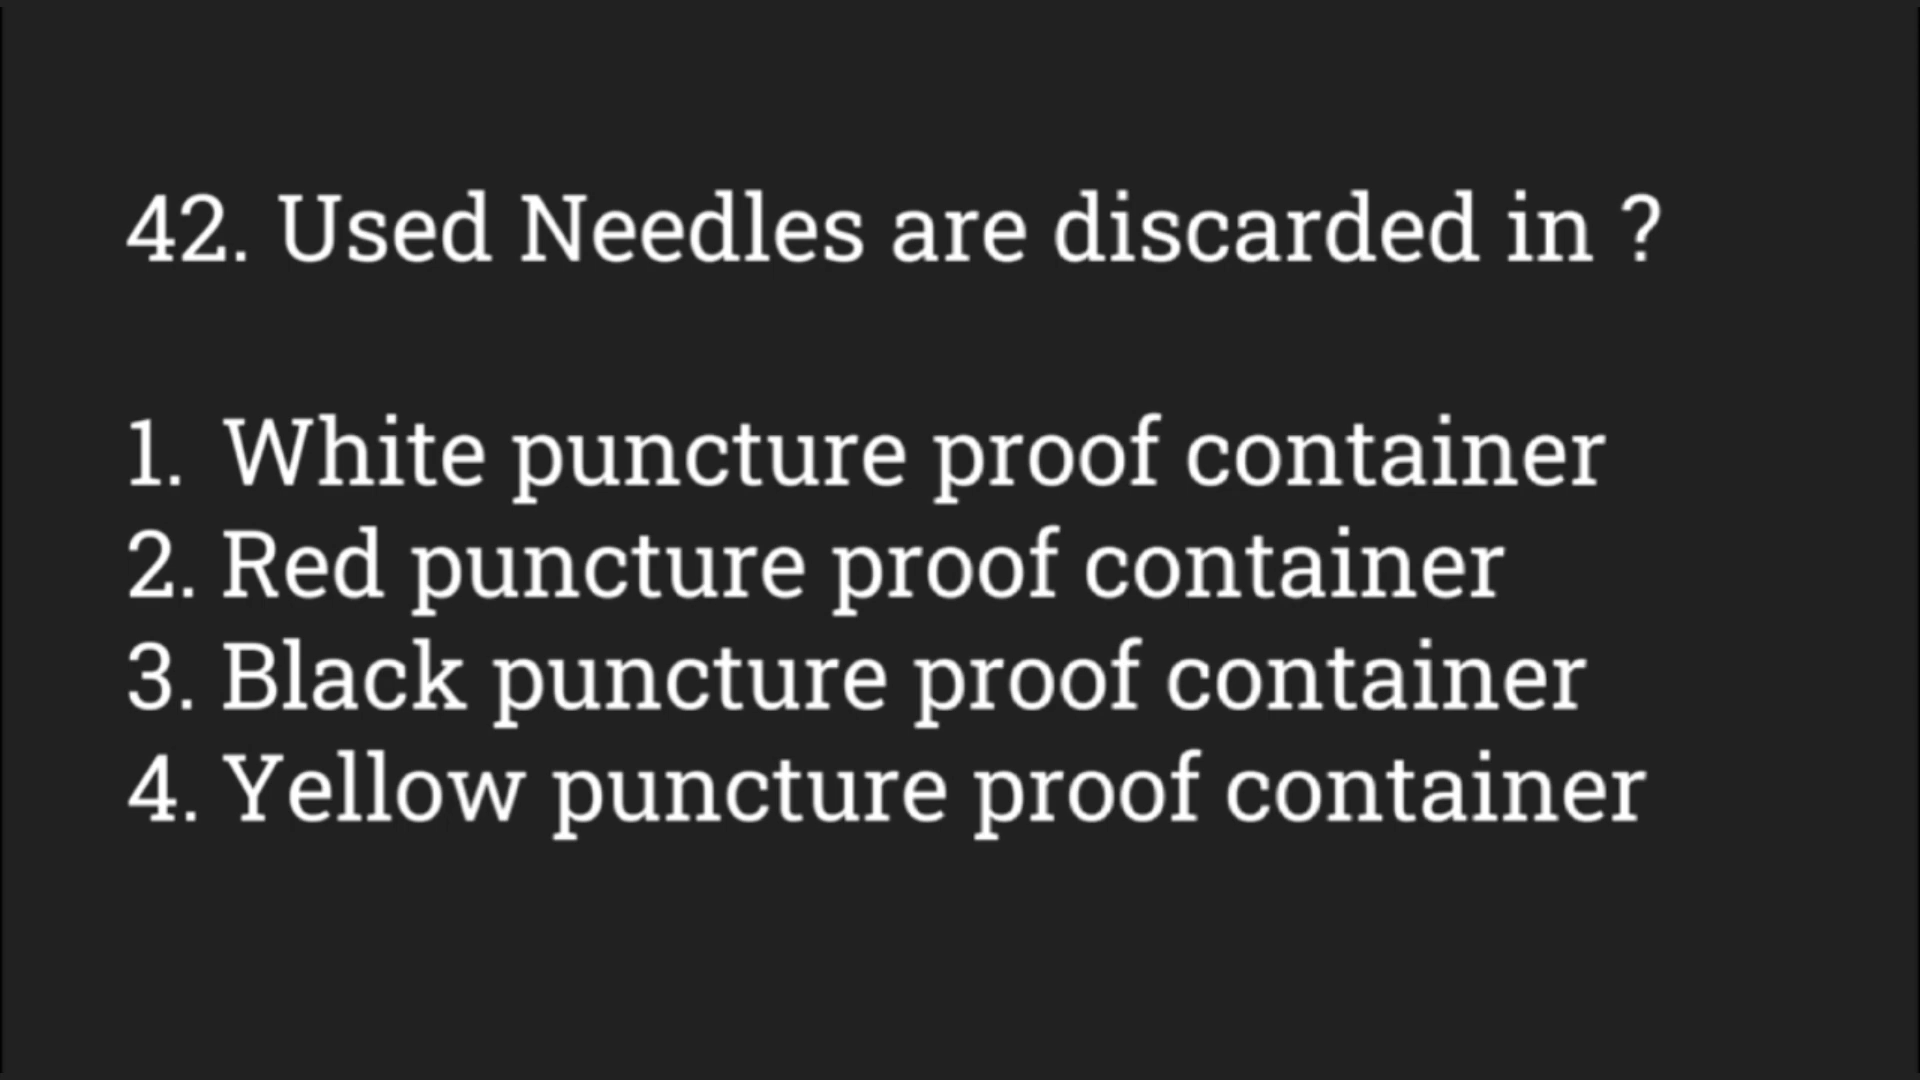 42. Used Needles are discarded in ?
1. White puncture proof container
2. Red puncture proof container
3. Black puncture proof container
4. Yellow puncture proof container